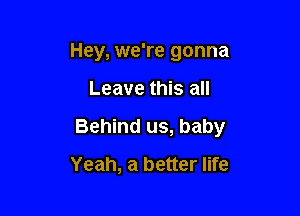 Hey, we're gonna
Leave this all
Behind us, baby
Yeah, a better life